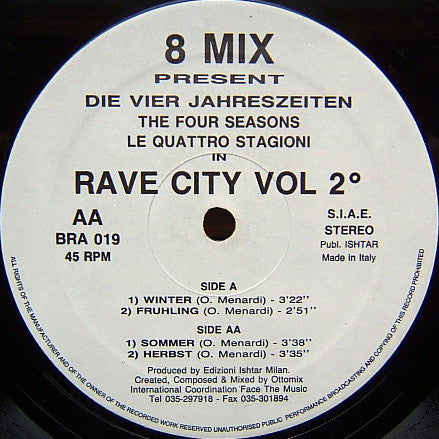 8 MIX
PRESENT
DIE VIER JAHRESZEITEN
THE FOUR SEASONS
LE QUATTRO STAGIONI
IN
RAVE CITY VOL 2°
AA
BRA 019
45 RPM
S.I.A.E.
STEREO
Publ. ISHTAR
Made in Italy
SIDE A
1) WINTER (O. Menardi) - 3'22"
2) FRUHLING (O. Menardi) - 2'51"
SIDE AA
1) SOMMER (O. Menardi) - 3'38"
2) HERBST (O. Menardi) - 3'35"
Produced by Edizioni Ishtar Milan.
Created, Composed & Mixed by Ottomix
International Coordination Face The Music
Tel 035-297918 - Fax 035-301894
ALL RIGHTS OF THE MANUFACTURER AND OF THE OWNER OF THE RECORDED WORK RESERVED UNAUTHORISED PUBLIC PERFORMANCE BROADCASTING AND COPYING OF THIS RECORD PROHIBITED